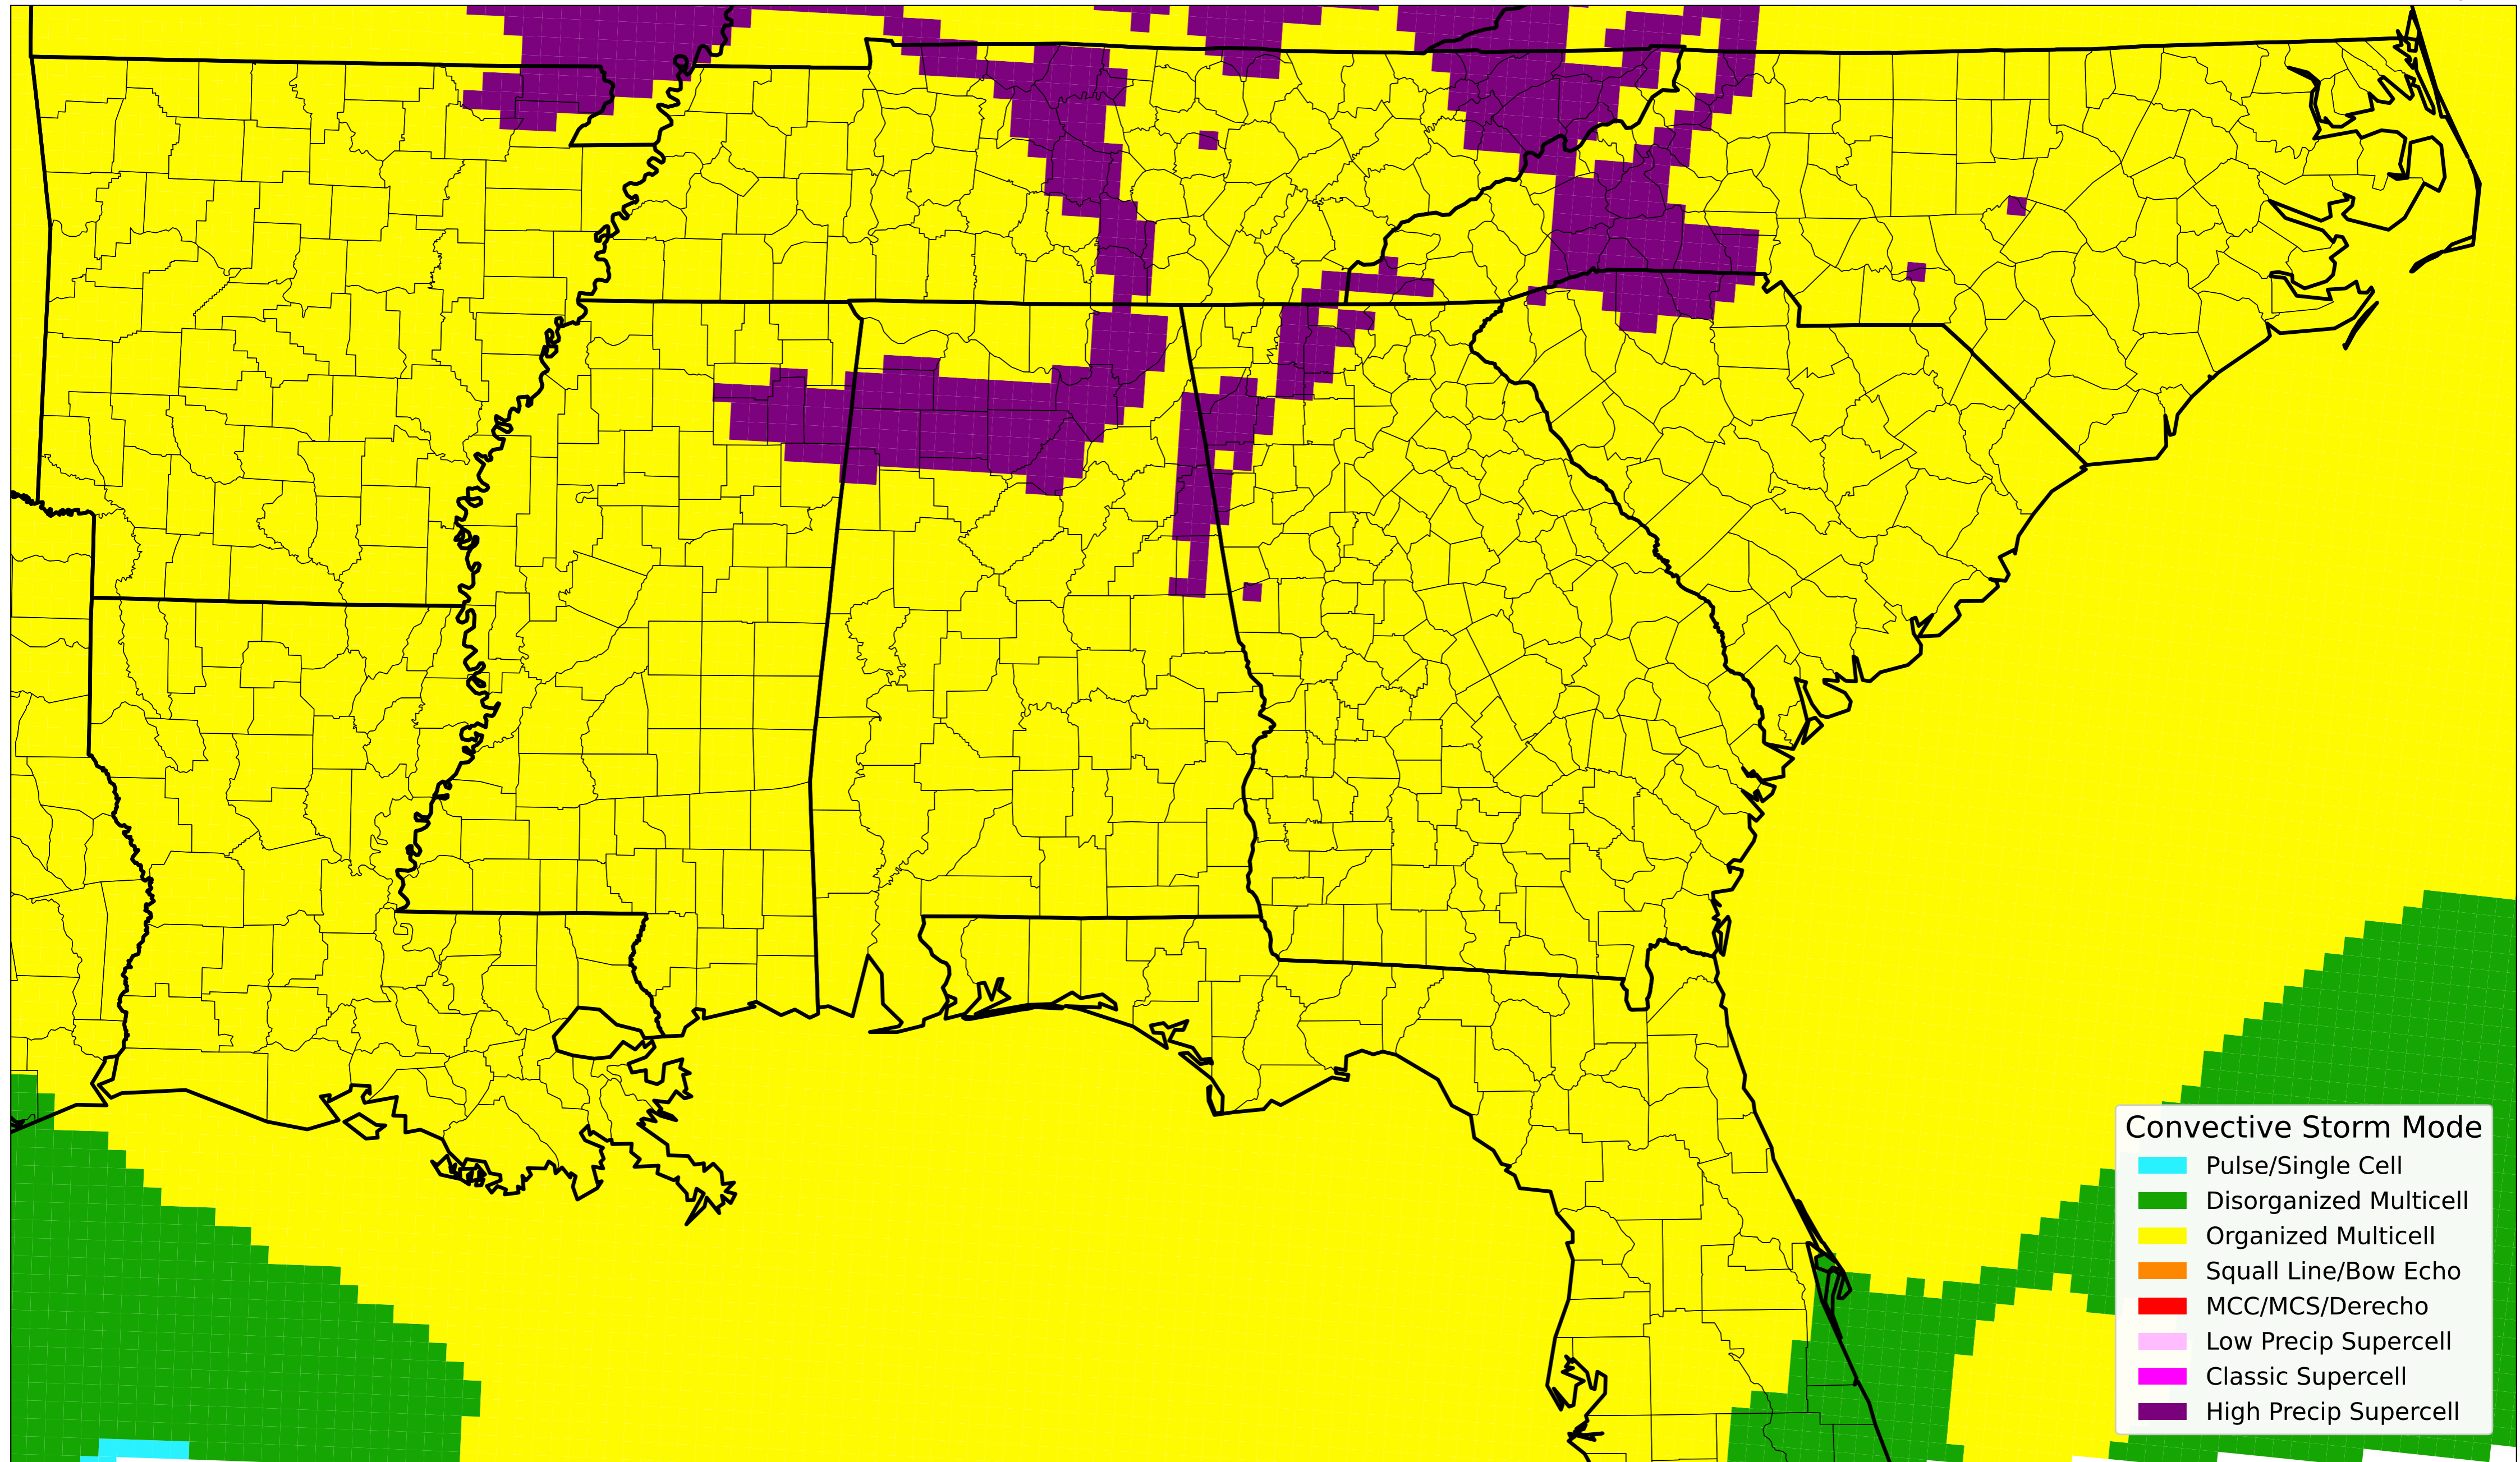 Convective Storm Mode
Pulse/Single Cell
Disorganized Multicell
Organized Multicell
Squall Line/Bow Echo
MCC/MCS/Derecho
Low Precip Supercell
Classic Supercell
High Precip Supercell